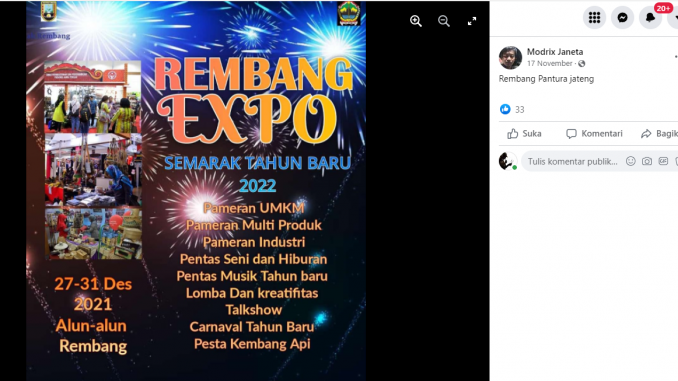 Rembang
REMBANG
EXPO
SEMARAK TAHUN BARU
2022
Pameran UMKM
Pameran Multi Produk
Pameran Industri
Pentas Seni dan Hiburan
Pentas Musik Tahun baru
Lomba Dan kreatifitas
Talkshow
Carnaval Tahun Baru
Pesta Kembang Api
27-31 Des
2021
Alun-alun
Rembang
20+
Modrix Janeta
17 November ·
Rembang Pantura jateng
33
Suka Komentari Bagik
Tulis komentar publik...
GIF